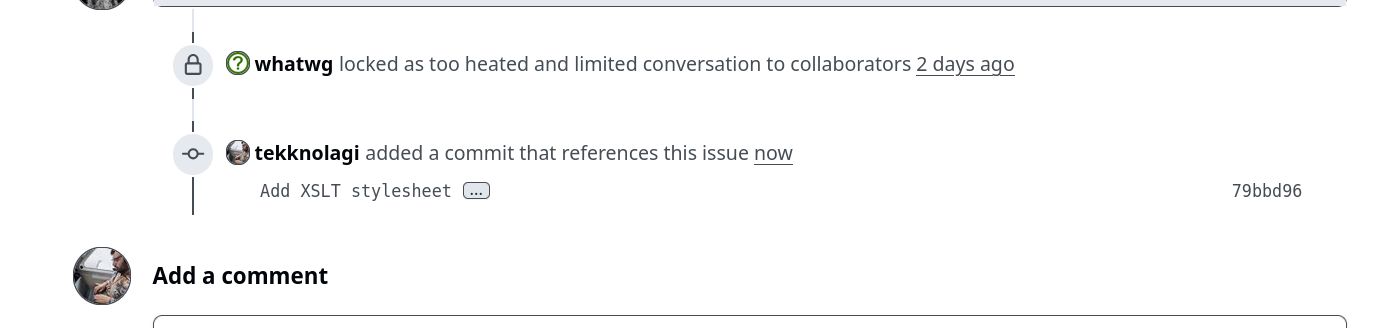 whatwg locked as too heated and limited conversation to collaborators 2 days ago
tekknolagi added a commit that references this issue now
Add XSLT stylesheet ... 79bbd96
Add a comment